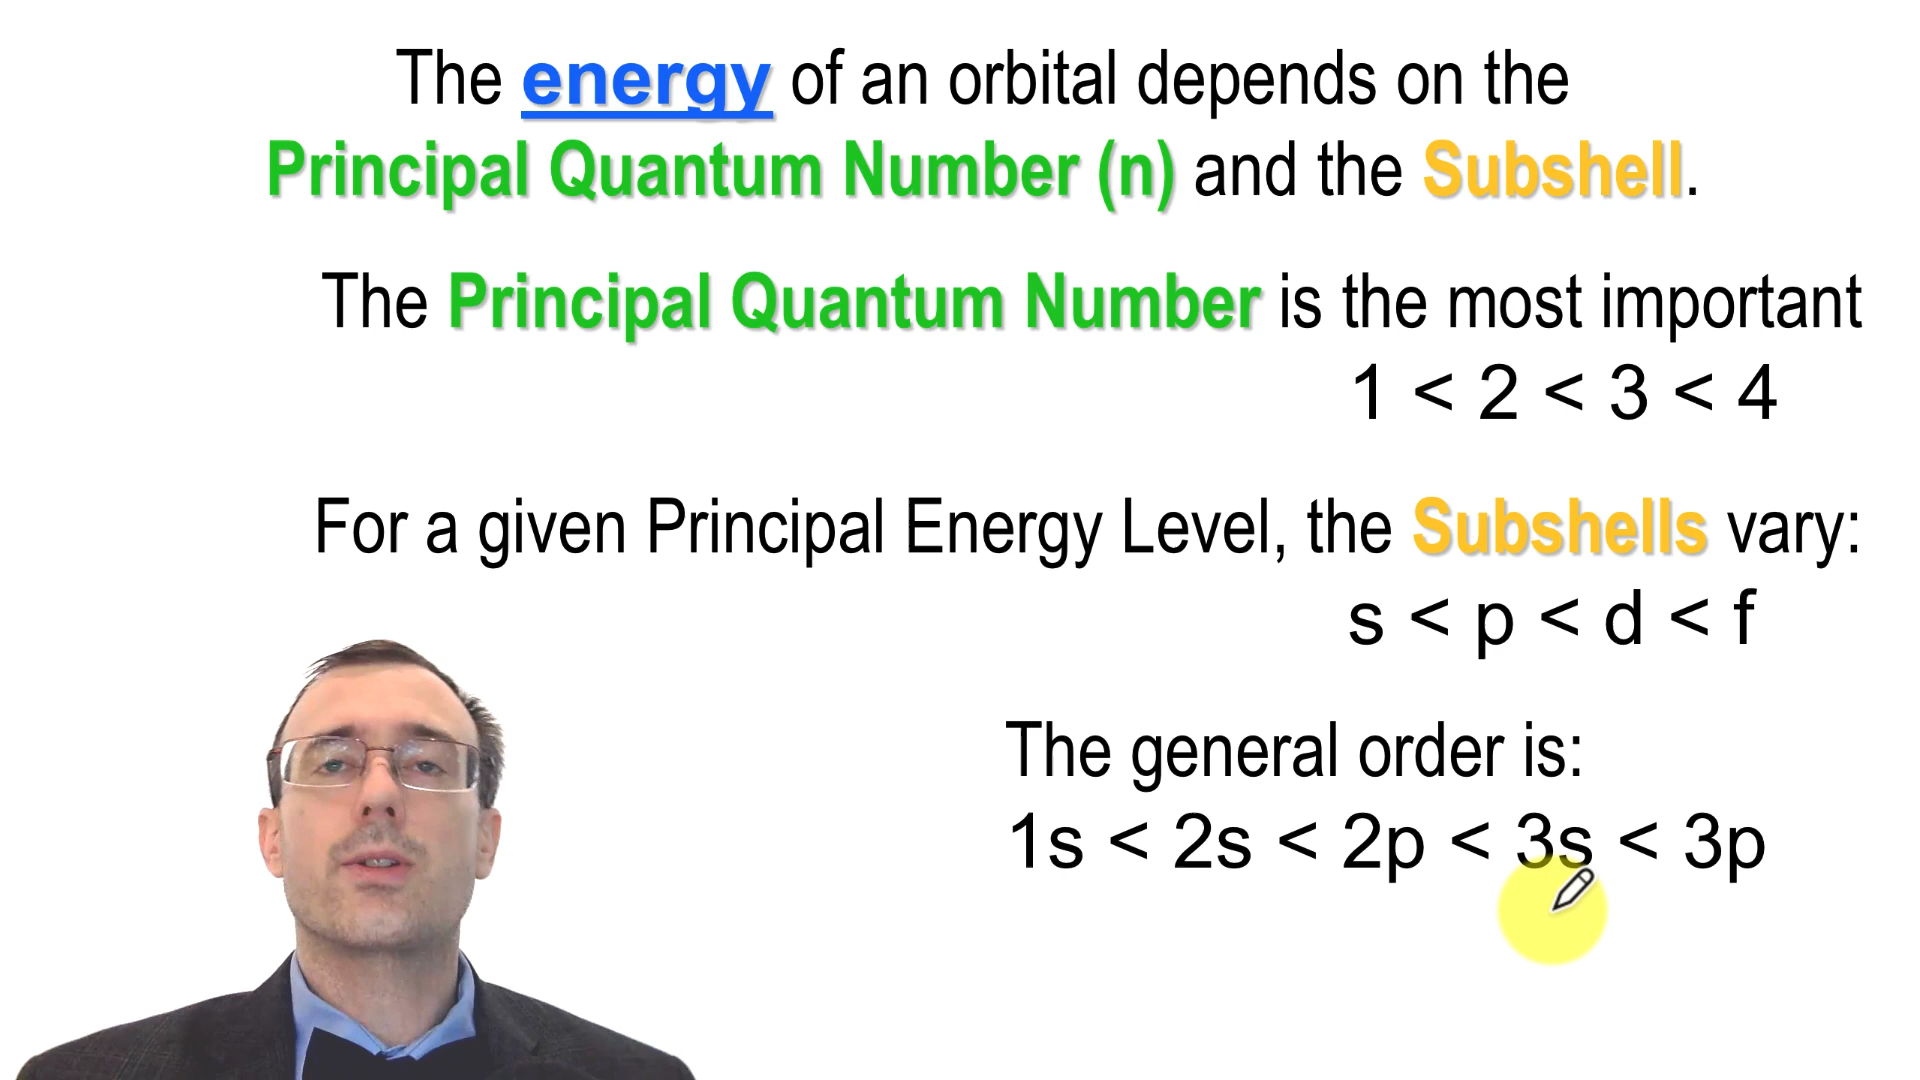 The energy of an orbital depends on the
Principal Quantum Number (n) and the Subshell.
The Principal Quantum Number is the most important
1 < 2 < 3 < 4
For a given Principal Energy Level, the Subshells vary:
s < p < d < f
The general order is:
1s < 2s < 2p < 3s < 3p